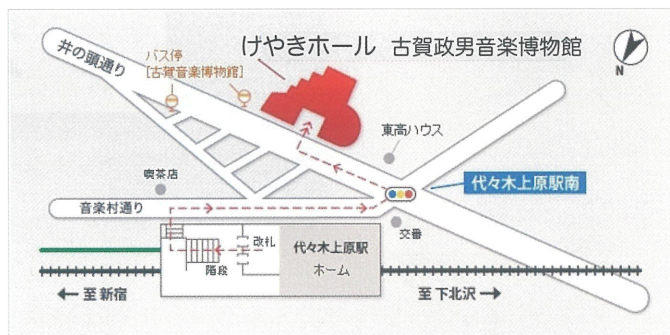 けやきホール 古賀政男音楽博物館
N
井の頭通り
バス停
[古賀音楽博物館]
東高ハウス
喫茶店
代々木上原駅南
音楽村通り
交番
改札
代々木上原駅
ホーム
階段
← 至 新宿
至 下北沢 →